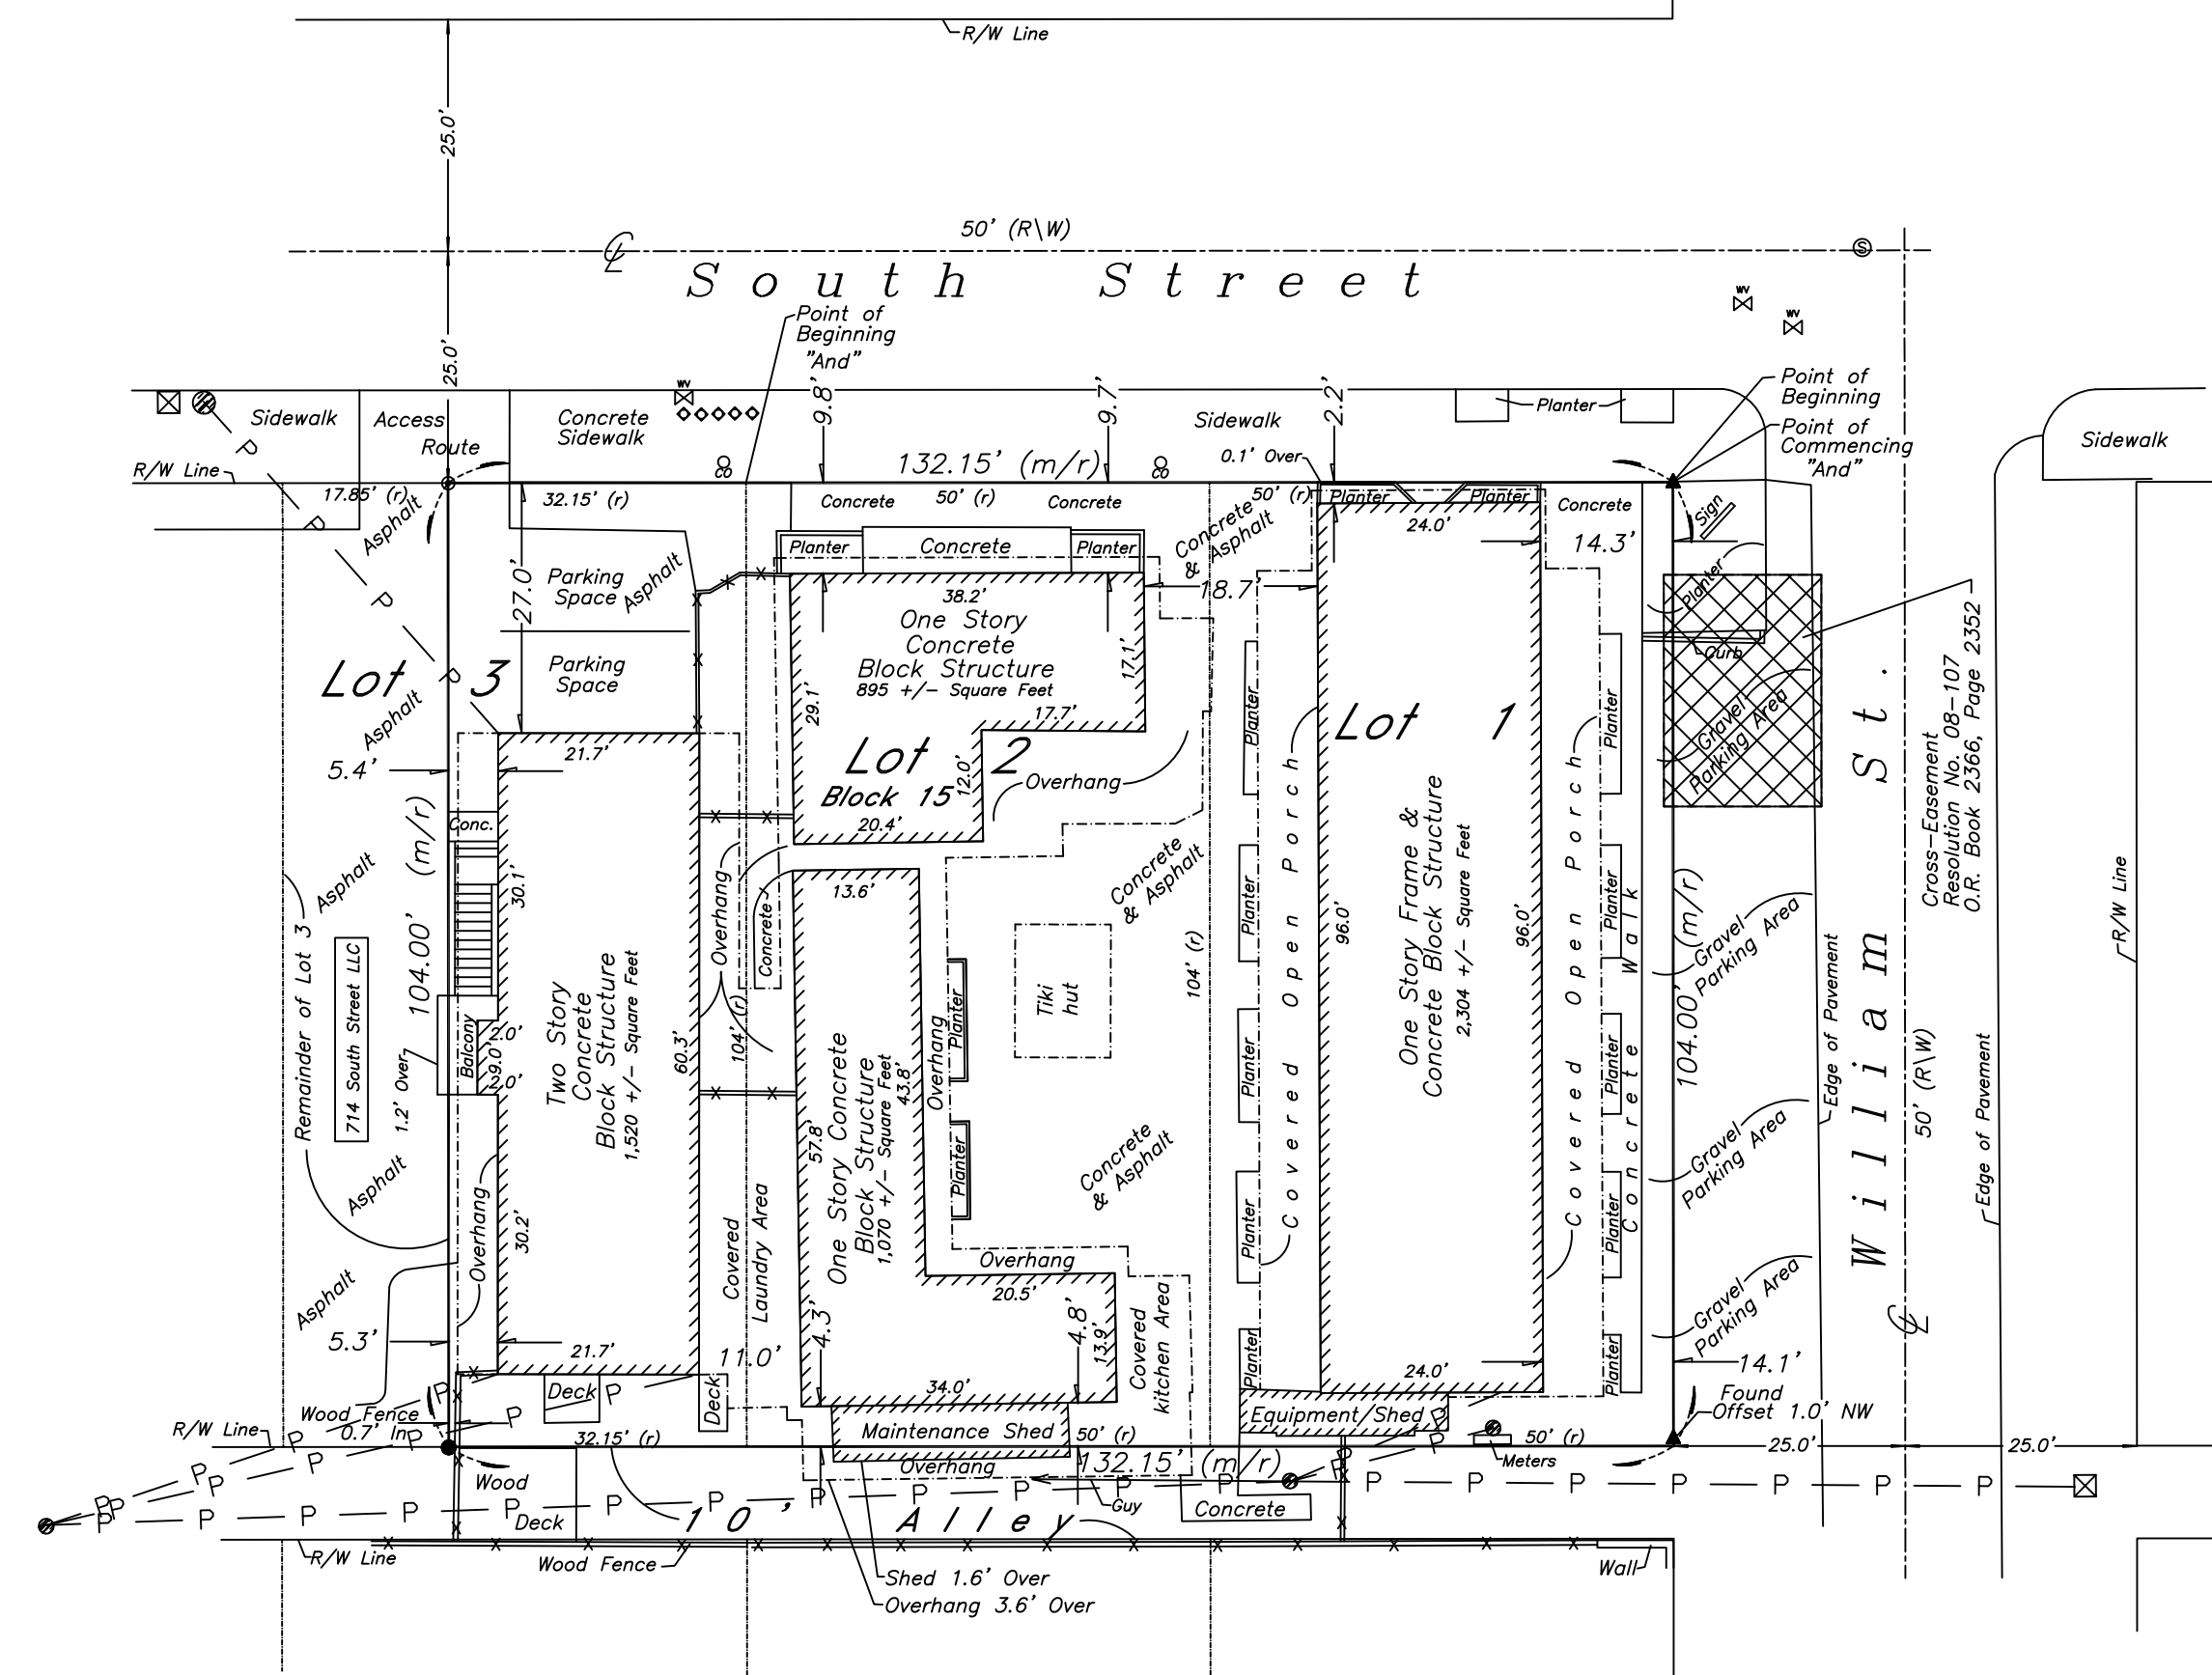 R/W Line
25.0'
50' (R\W)
S
South Street
WV
WV
25.0'
Point of
Beginning
"And"
WV
9.8'
9.7'
2.2'
Planter
Point of
Beginning
Point of
Commencing
"And"
Sidewalk
Access
Route
Concrete
Sidewalk
Sidewalk
Sidewalk
R/W Line
CO
132.15' (m/r)
CO
0.1' Over
17.85' (r)
32.15' (r)
Concrete
50' (r)
Concrete
50' (r)
Planter
Planter
Concrete
Sign
Asphalt
24.0'
14.3'
Planter
Concrete
Planter
Concrete
& Asphalt
Parking
Space
27.0'
Asphalt
38.2'
18.7'
Planter
One Story
Concrete
Block Structure
895 +/- Square Feet
29.1'
17.1'
17.7'
Curb
Lot 3
Parking
Space
Asphalt
21.7'
5.4'
Lot 2
Block 15
12.0'
20.4'
Overhang
Planter
Lot 1
Planter
Gravel
Parking Area
Cross-Easement
Resolution No. 08-107
O.R. Book 2366, Page 2352
William St.
50' (R\W)
Conc.
104.00' (m/r)
30.1'
Asphalt
Remainder of Lot 3
714 South Street LLC
1.2' Over
Balcony
2.0'
9.0'
2.0'
Two Story
Concrete
Block Structure
1,520 +/- Square Feet
60.3'
Overhang
Concrete
104' (r)
13.6'
Concrete
& Asphalt
Tiki
hut
Overhang
Planter
Planter
43.8'
57.8'
One Story Concrete
Block Structure
1,070 +/- Square Feet
104' (r)
Planter
Planter
Planter
Covered Open Porch
96.0'
One Story Frame &
Concrete Block Structure
2,304 +/- Square Feet
96.0'
Covered Open Porch
Planter
Planter
Planter
Concrete Walk
104.00' (m/r)
Gravel
Parking Area
Edge of Pavement
Edge of Pavement
R/W Line
Gravel
Parking Area
Gravel
Parking Area
Asphalt
Overhang
30.2'
Covered
Laundry Area
Concrete
& Asphalt
Overhang
20.5'
4.3'
4.8'
13.9'
Covered
kitchen Area
Asphalt
5.3'
21.7'
11.0'
34.0'
Planter
24.0'
Planter
14.1'
Deck
Deck
Wood Fence
0.7' In
R/W Line
Maintenance Shed
Equipment/Shed
Found
Offset 1.0' NW
32.15' (r)
50' (r)
50' (r)
25.0'
25.0'
Overhang
132.15' (m/r)
Meters
Wood
Deck
Guy
Concrete
10' Alley
R/W Line
Wood Fence
Wall
Shed 1.6' Over
Overhang 3.6' Over
P P P P P
P P P P P P P P P P P P P P P P P P P